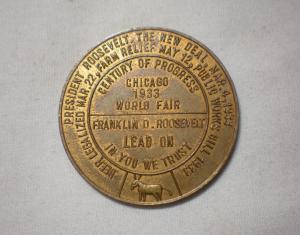 PRESIDENT ROOSEVELT, THE NEW DEAL, MAR. 4, 1933
BEER LEGALIZED MAR. 22, FARM RELIEF MAY 12, PUBLIC WORKS BILL 1933
CENTURY OF PROGRESS
CHICAGO
1933
WORLD FAIR
FRANKLIN D. ROOSEVELT
LEAD ON
IN YOU WE TRUST